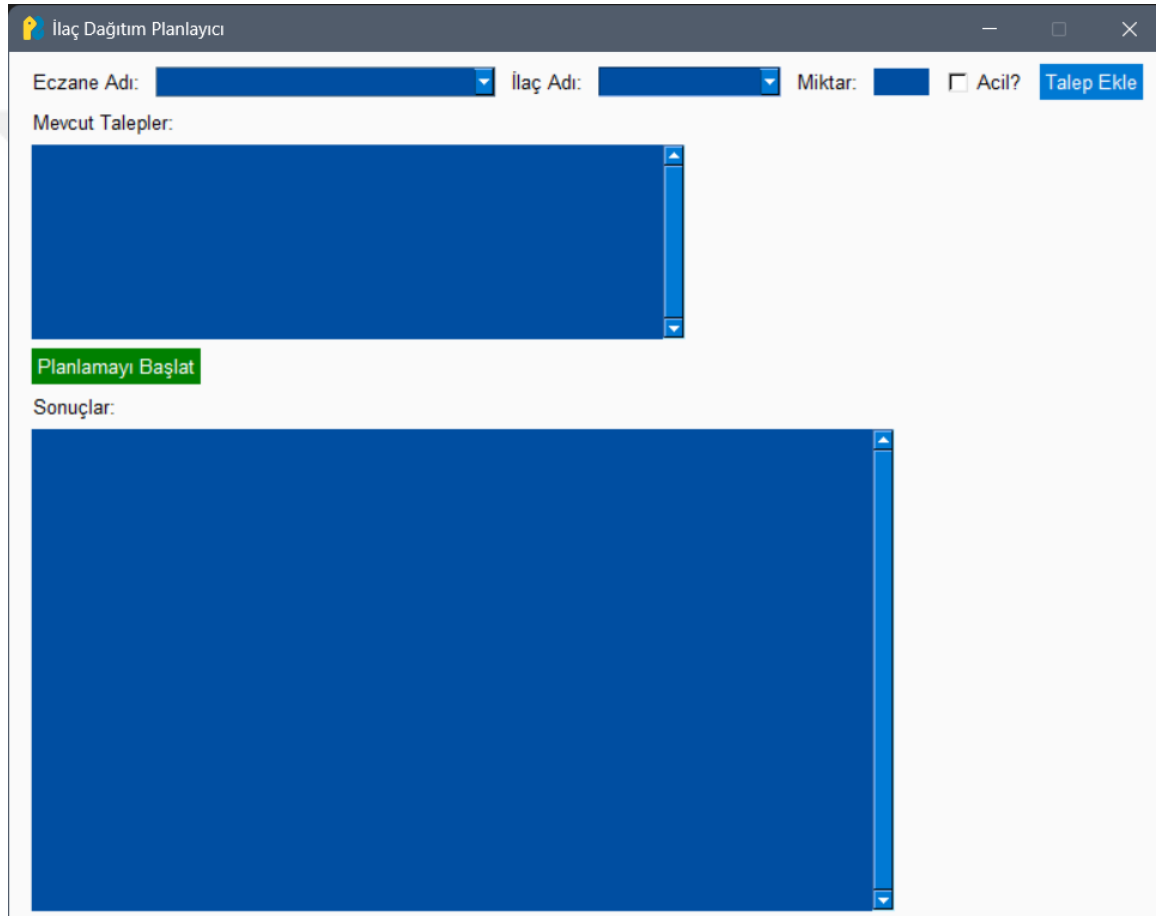 İlaç Dağıtım Planlayıcı
Eczane Adı: İlaç Adı: Miktar: Acil? Talep Ekle
Mevcut Talepler:
Planlamayı Başlat
Sonuçlar: